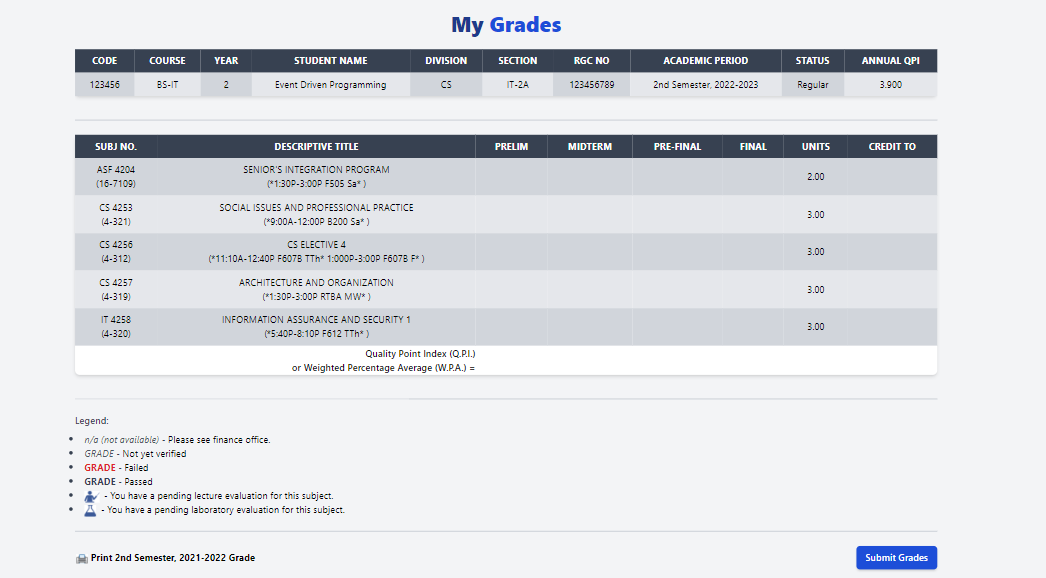 My Grades
CODE COURSE YEAR STUDENT NAME DIVISION SECTION RGC NO ACADEMIC PERIOD STATUS ANNUAL QPI
123456 BS-IT 2 Event Driven Programming CS IT-2A 123456789 2nd Semester, 2022-2023 Regular 3.900
SUBJ NO. DESCRIPTIVE TITLE PRELIM MIDTERM PRE-FINAL FINAL UNITS CREDIT TO
ASF 4204 SENIOR'S INTEGRATION PROGRAM 2.00
(16-7109) (*1:30P-3:00P F505 Sa* )
CS 4253 SOCIAL ISSUES AND PROFESSIONAL PRACTICE 3.00
(4-321) (*9:00A-12:00P B200 Sa* )
CS 4256 CS ELECTIVE 4 3.00
(4-312) (*11:10A-12:40P F607B TTh* 1:000P-3:00P F607B F* )
CS 4257 ARCHITECTURE AND ORGANIZATION 3.00
(4-319) (*1:30P-3:00P RTBA MW* )
IT 4258 INFORMATION ASSURANCE AND SECURITY 1 3.00
(4-320) (*5:40P-8:10P F612 TTh* )
Quality Point Index (Q.P.I.)
or Weighted Percentage Average (W.P.A.) =
Legend:
n/a (not available) - Please see finance office.
GRADE - Not yet verified
GRADE - Failed
GRADE - Passed
- You have a pending lecture evaluation for this subject.
- You have a pending laboratory evaluation for this subject.
Print 2nd Semester, 2021-2022 Grade
Submit Grades